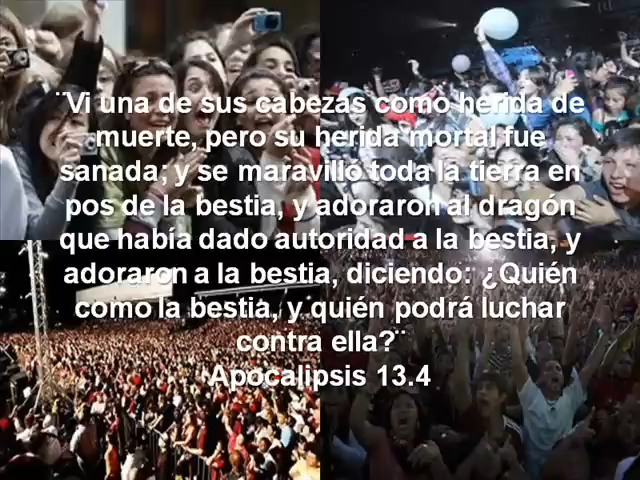 ¨Vi una de sus cabezas como herida de
muerte, pero su herida mortal fue
sanada; y se maravilló toda la tierra en
pos de la bestia, y adoraron al dragón
que había dado autoridad a la bestia, y
adoraron a la bestia, diciendo: ¿Quién
como la bestia, y quién podrá luchar
contra ella?¨
Apocalipsis 13.4